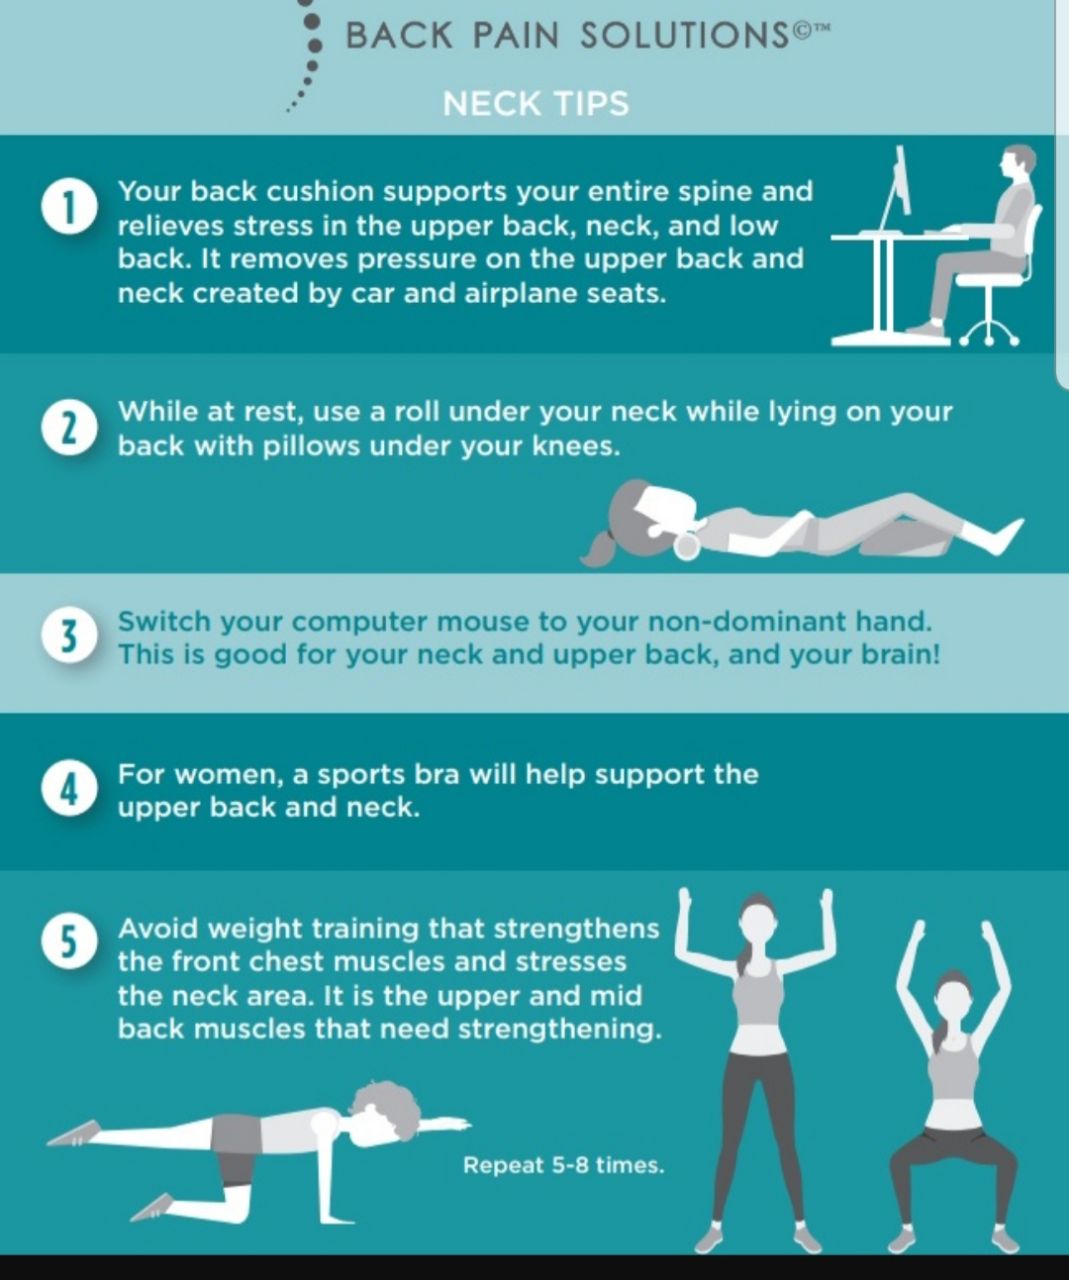 BACK PAIN SOLUTIONS©™
NECK TIPS
1
Your back cushion supports your entire spine and
relieves stress in the upper back, neck, and low
back. It removes pressure on the upper back and
neck created by car and airplane seats.
2
While at rest, use a roll under your neck while lying on your
back with pillows under your knees.
3
Switch your computer mouse to your non-dominant hand.
This is good for your neck and upper back, and your brain!
4
For women, a sports bra will help support the
upper back and neck.
5
Avoid weight training that strengthens
the front chest muscles and stresses
the neck area. It is the upper and mid
back muscles that need strengthening.
Repeat 5-8 times.